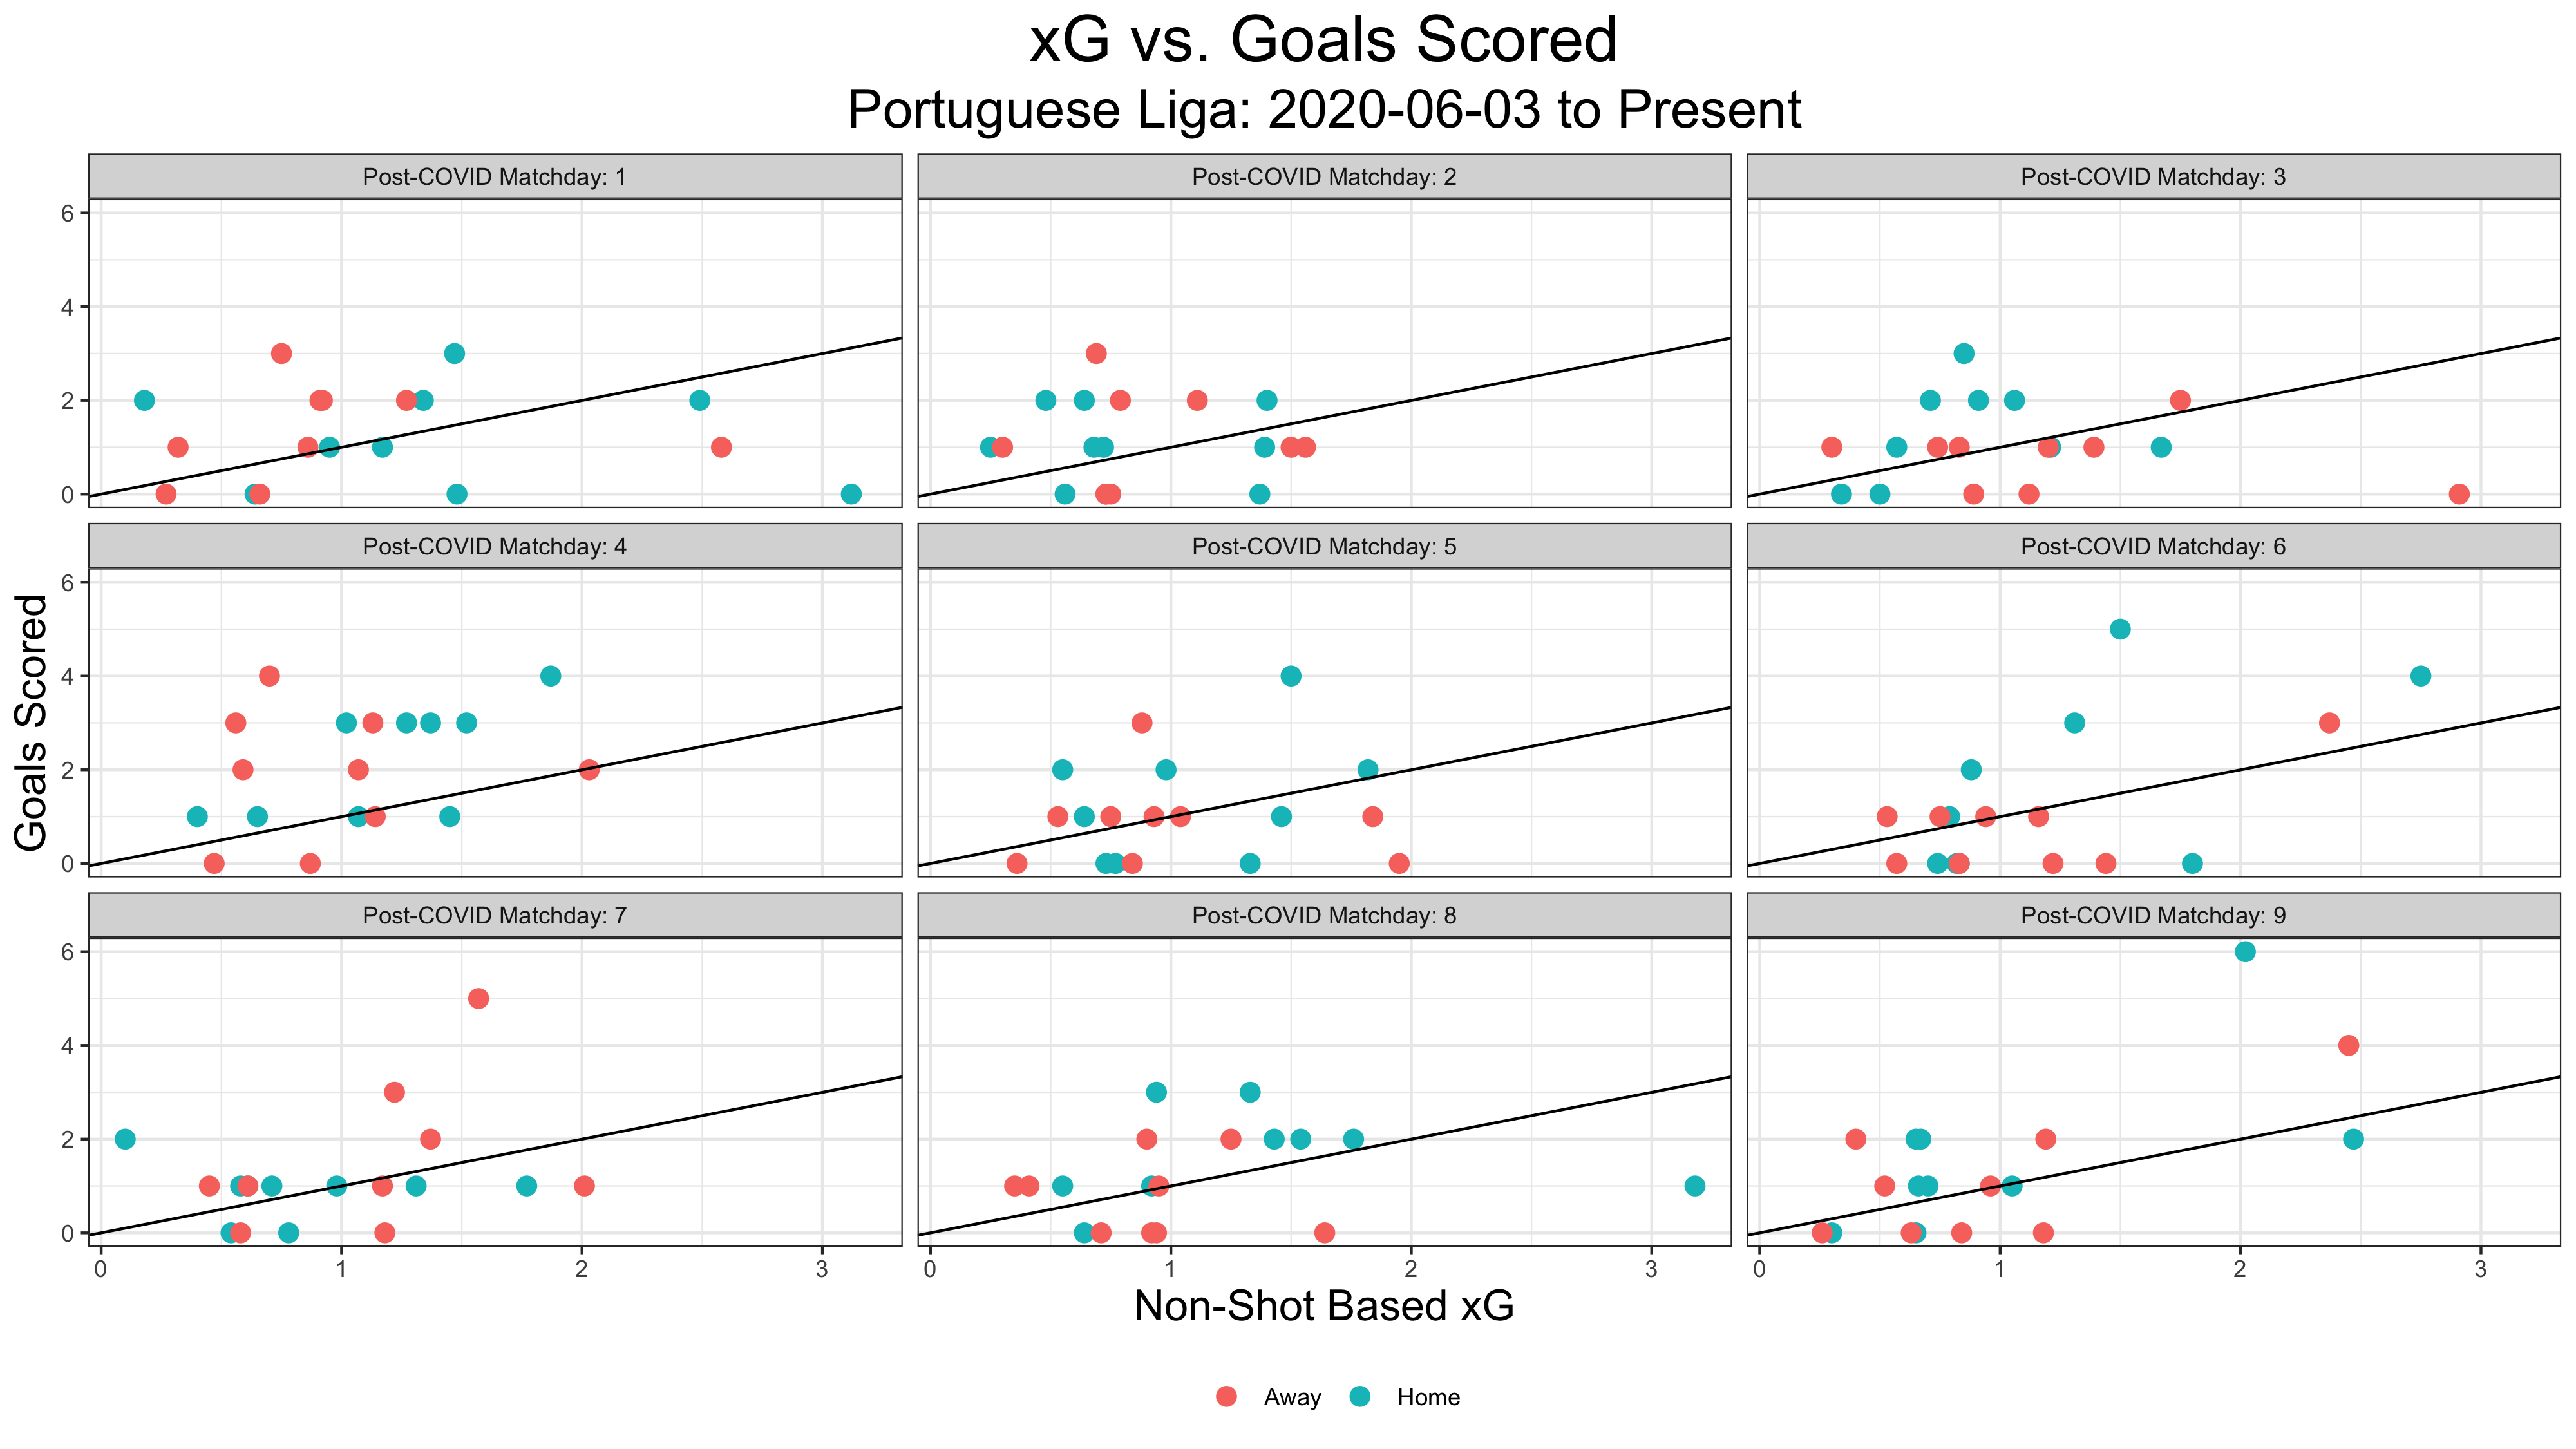 xG vs. Goals Scored
Portuguese Liga: 2020-06-03 to Present
Post-COVID Matchday: 1
Post-COVID Matchday: 2
Post-COVID Matchday: 3
6
4
2
0
Post-COVID Matchday: 4
Post-COVID Matchday: 5
Post-COVID Matchday: 6
6
4
2
0
Goals Scored
Post-COVID Matchday: 7
Post-COVID Matchday: 8
Post-COVID Matchday: 9
6
4
2
0
0 1 2 3 0 1 2 3 0 1 2 3
Non-Shot Based xG
Away Home